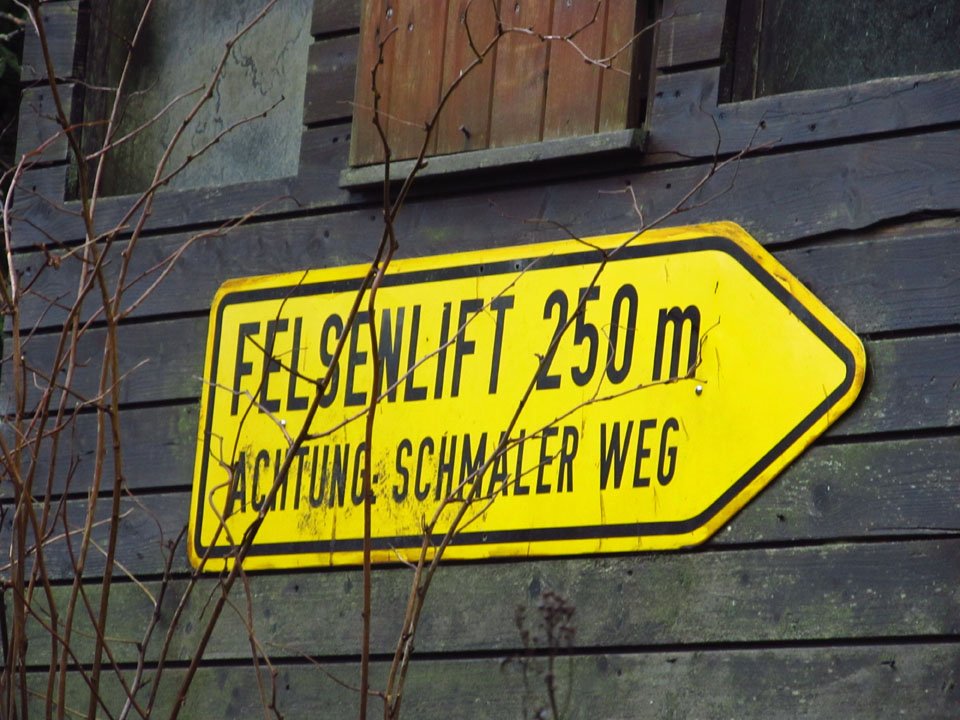 FELSENLIFT 250 m
ACHTUNG: SCHMALER WEG